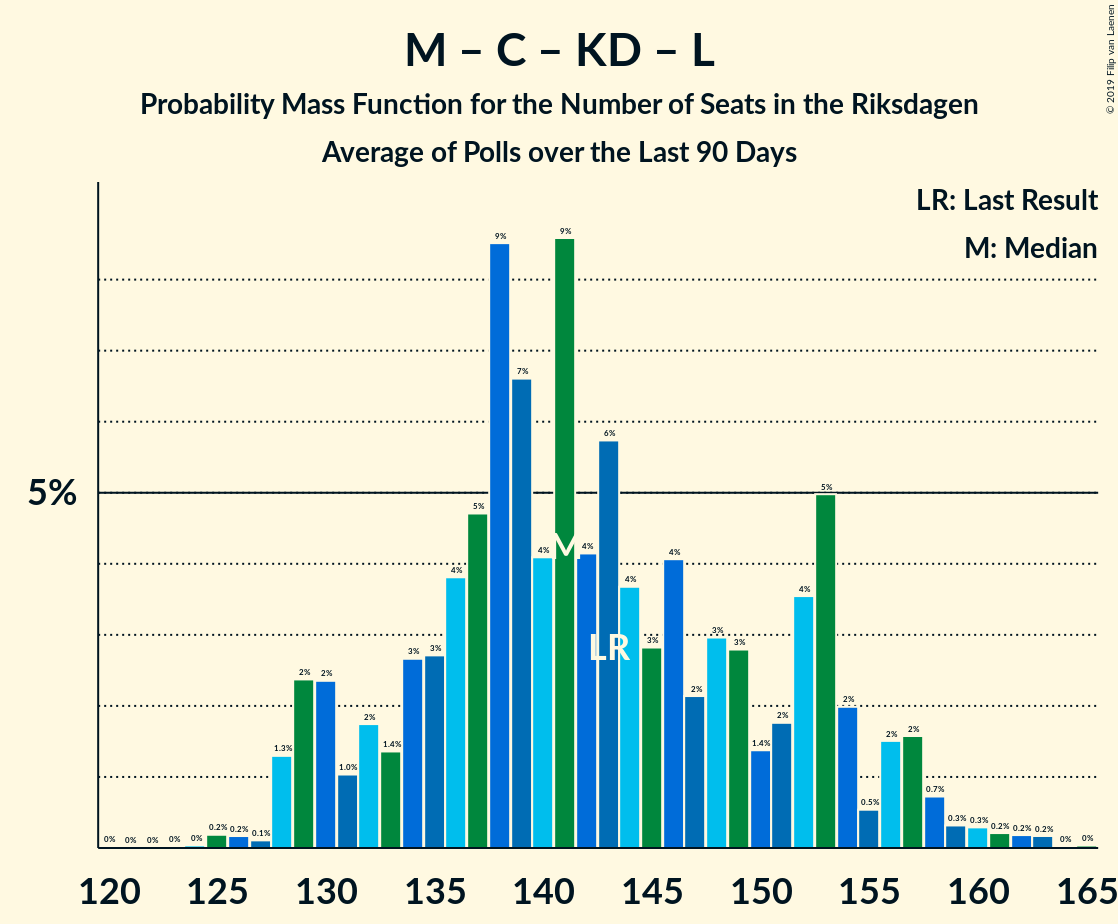 M – C – KD – L
Probability Mass Function for the Number of Seats in the Riksdagen
Average of Polls over the Last 90 Days
© 2019 Filip van Laenen
LR: Last Result
M: Median
5%
0% 0% 0% 0% 0% 0.2% 0.2% 0.1% 1.3% 2% 2% 1.0% 2% 1.4% 3% 3% 4% 5% 9% 7% 4% 9% 4% 6% 4% 3% 4% 2% 3% 3% 1.4% 2% 4% 5% 2% 0.5% 2% 2% 0.7% 0.3% 0.3% 0.2% 0.2% 0.2% 0% 0%
M
LR
120 125 130 135 140 145 150 155 160 165